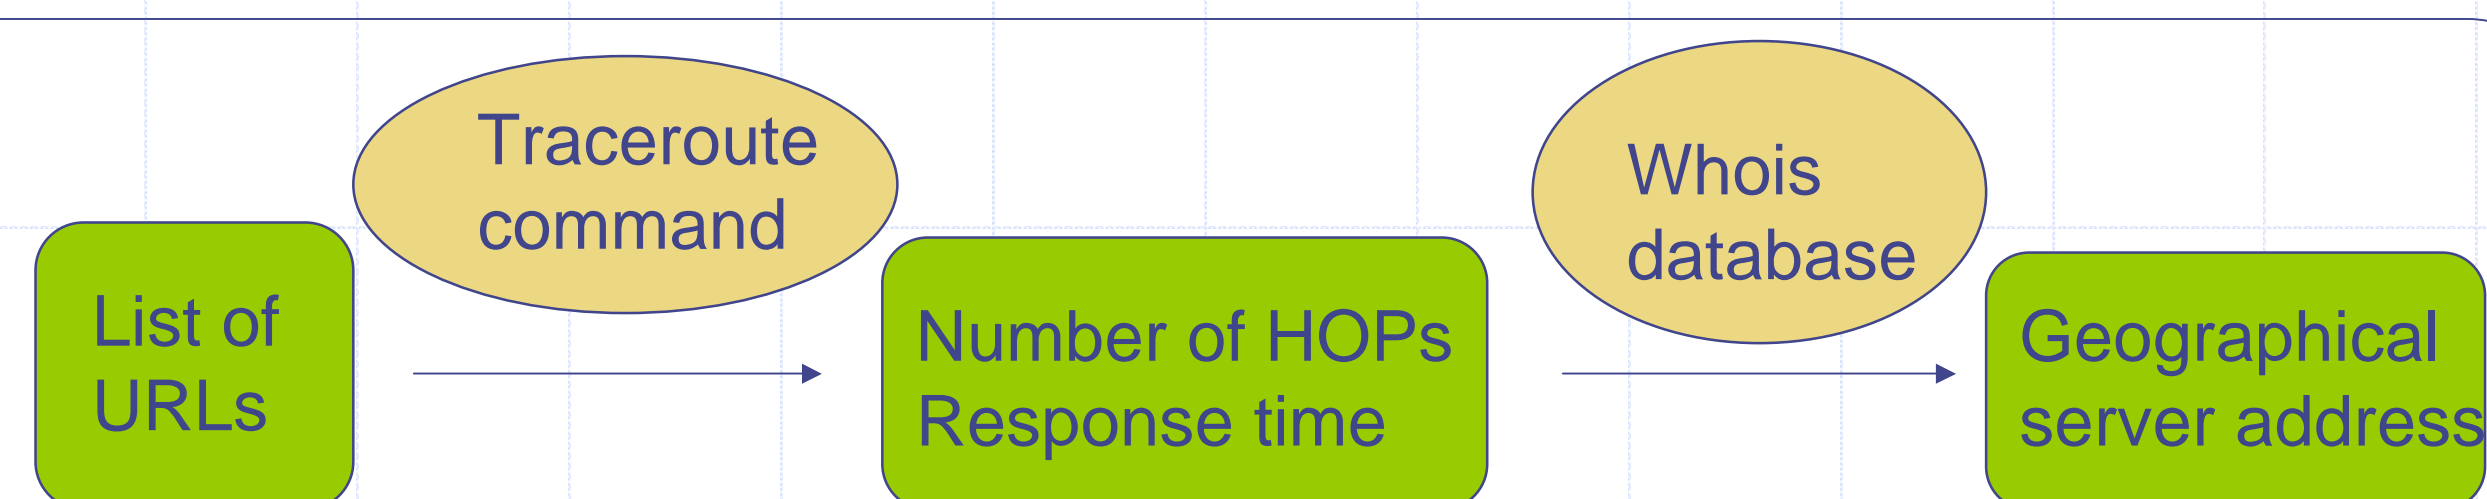 Traceroute
command
Whois
database
List of
URLs
Number of HOPs
Response time
Geographical
server address